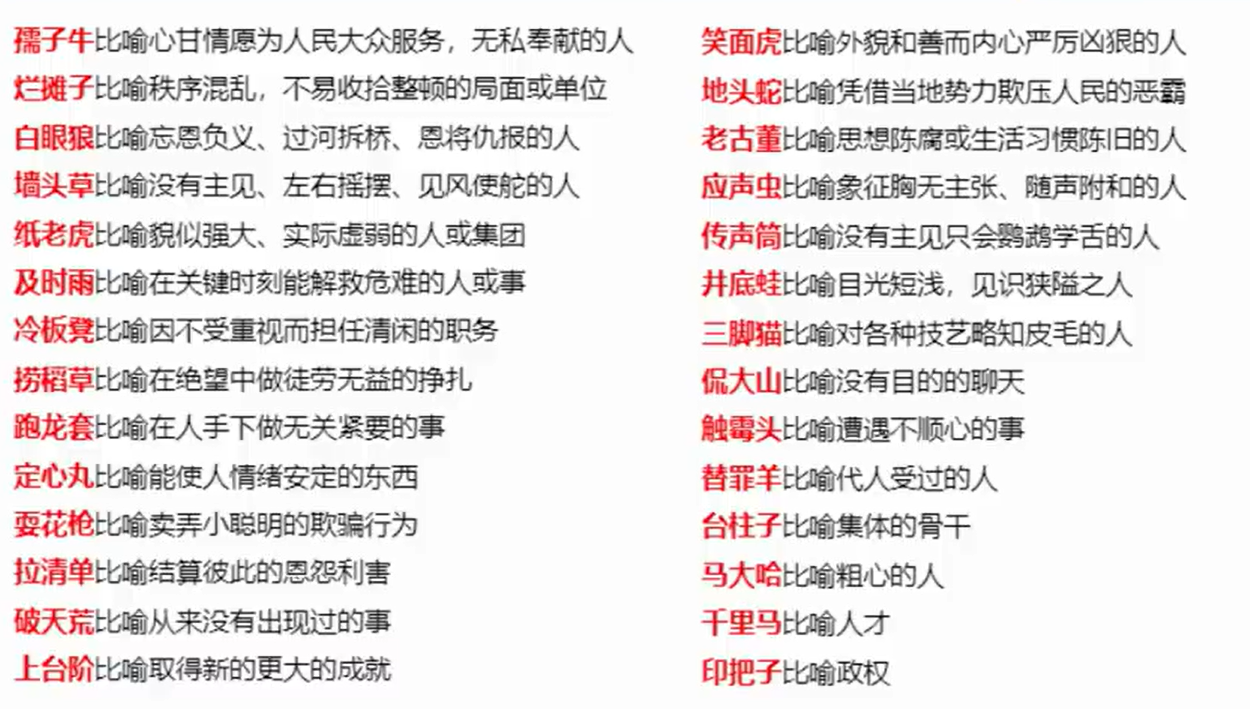 孺子牛比喻心甘情愿为人民大众服务，无私奉献的人
烂摊子比喻秩序混乱，不易收拾整顿的局面或单位
白眼狼比喻忘恩负义、过河拆桥、恩将仇报的人
墙头草比喻没有主见、左右摇摆、见风使舵的人
纸老虎比喻貌似强大、实际虚弱的人或集团
及时雨比喻在关键时刻能解救危难的人或事
冷板凳比喻因不受重视而担任清闲的职务
捞稻草比喻在绝望中做徒劳无益的挣扎
跑龙套比喻在人手下做无关紧要的事
定心丸比喻能使人情绪安定的东西
耍花枪比喻卖弄小聪明的欺骗行为
拉清单比喻结算彼此的恩怨利害
破天荒比喻从来没有出现过的事
上台阶比喻取得新的更大的成就
笑面虎比喻外貌和善而内心严厉凶狠的人
地头蛇比喻凭借当地势力欺压人民的恶霸
老古董比喻思想陈腐或生活习惯陈旧的人
应声虫比喻象征胸无主张、随声附和的人
传声筒比喻没有主见只会鹦鹉学舌的人
井底蛙比喻目光短浅，见识狭隘之人
三脚猫比喻对各种技艺略知皮毛的人
侃大山比喻没有目的的聊天
触霉头比喻遭遇不顺心的事
替罪羊比喻代人受过的人
台柱子比喻集体的骨干
马大哈比喻粗心的人
千里马比喻人才
印把子比喻政权